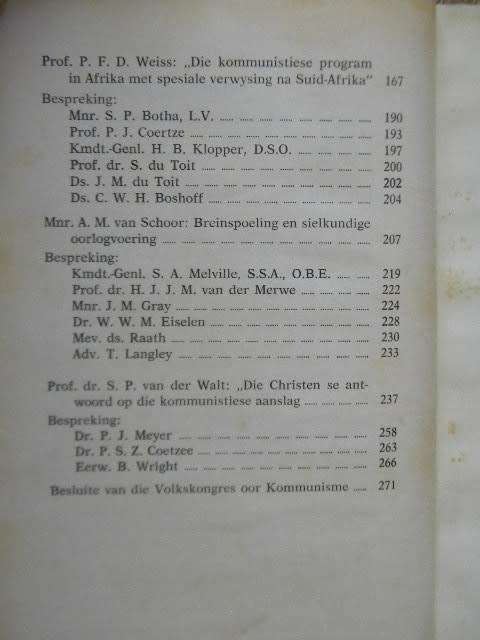 Prof. P. F. D. Weiss: „Die kommunistiese program
in Afrika met spesiale verwysing na Suid-Afrika" 167
Bespreking:
Mnr. S. P. Botha, L.V. ...... 190
Prof. P. J. Coertze ...... 193
Kmdt.-Genl. H. B. Klopper, D.S.O. ...... 197
Prof. dr. S. du Toit ...... 200
Ds. J. M. du Toit ...... 202
Ds. C. W. H. Boshoff ...... 204
Mnr. A. M. van Schoor: Breinspoeling en sielkundige
oorlogvoering ...... 207
Bespreking:
Kmdt.-Genl. S. A. Melville, S.S.A., O.B.E. ...... 219
Prof. dr. H. J. J. M. van der Merwe ...... 222
Mnr. J. M. Gray ...... 224
Dr. W. W. M. Eiselen ...... 228
Mev. ds. Raath ...... 230
Adv. T. Langley ...... 233
Prof. dr. S. P. van der Walt: „Die Christen se ant-
woord op die kommunistiese aanslag ...... 237
Bespreking:
Dr. P. J. Meyer ...... 258
Dr. P. S. Z. Coetzee ...... 263
Eerw. B. Wright ...... 266
Besluite van die Volkskongres oor Kommunisme ...... 271